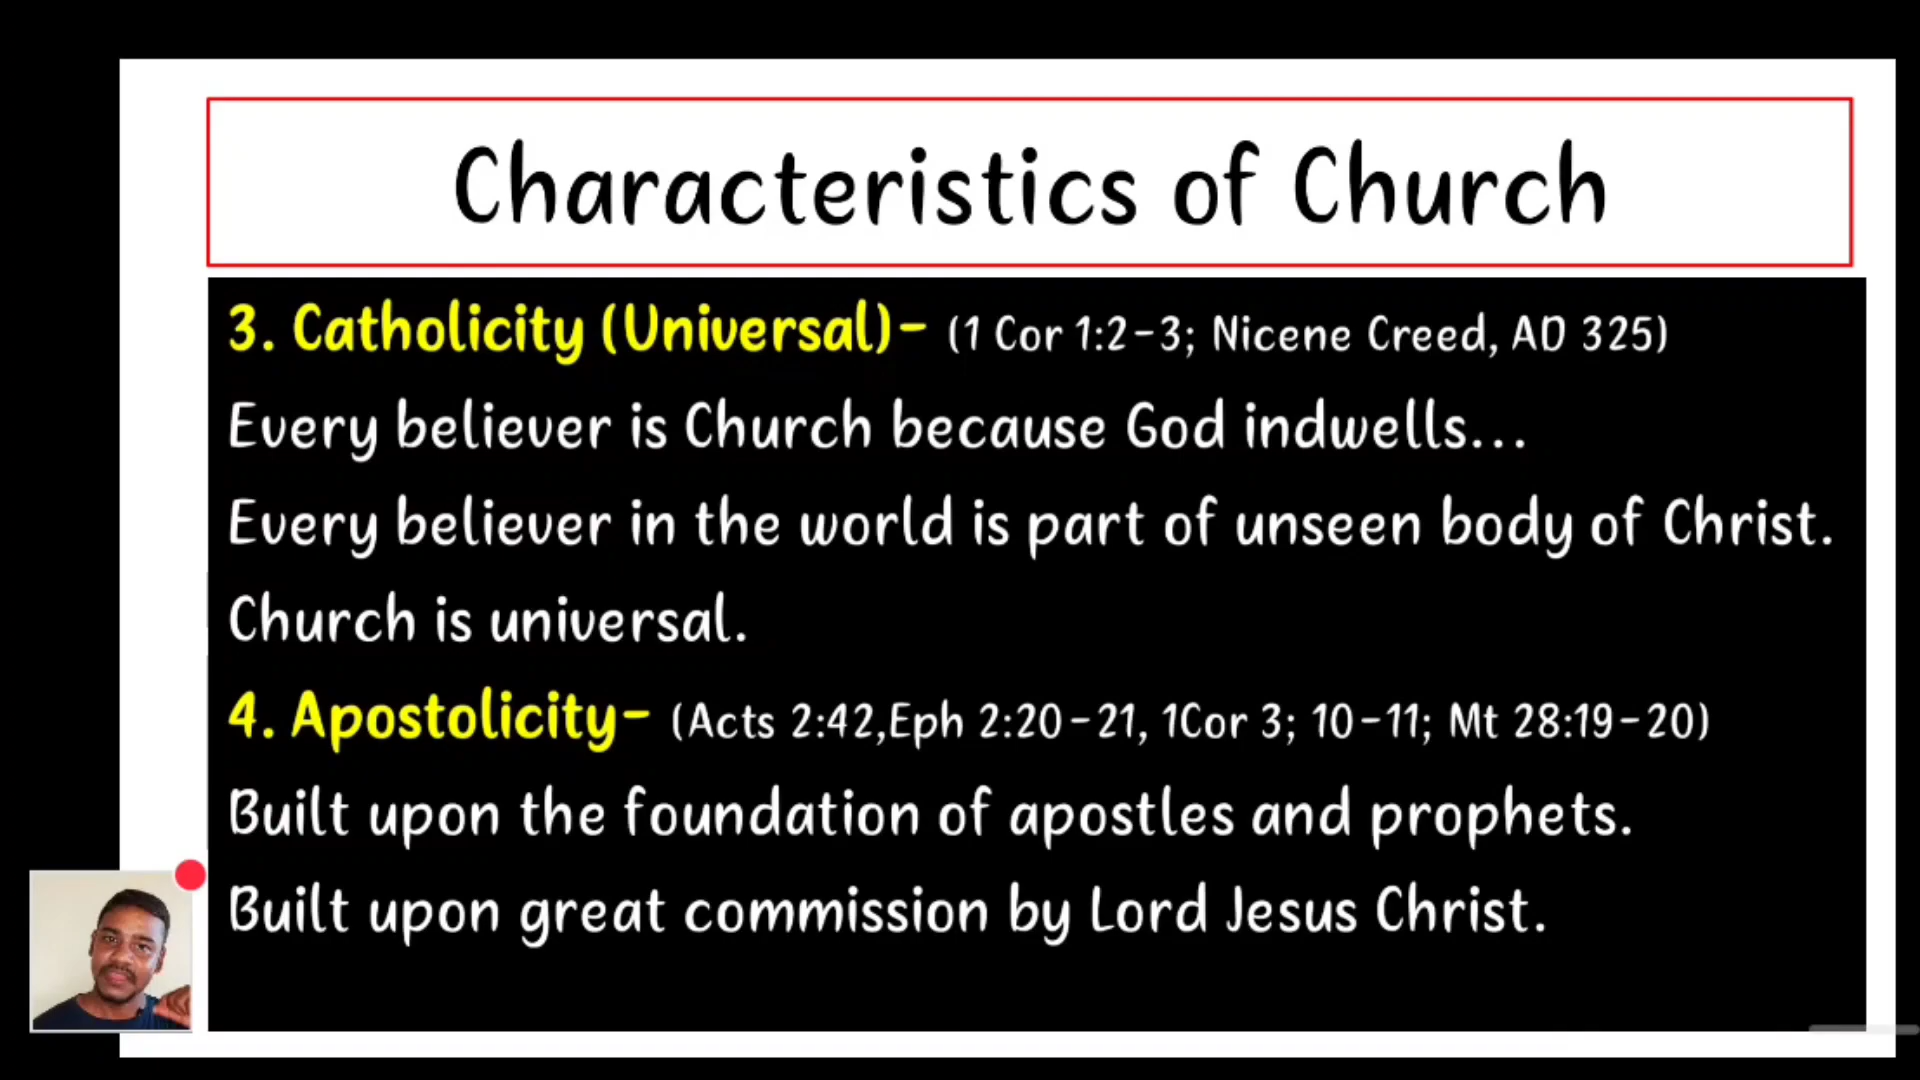 Characteristics of Church
3. Catholicity (Universal)- (1 Cor 1:2-3; Nicene Creed, AD 325)
Every believer is Church because God indwells...
Every believer in the world is part of unseen body of Christ.
Church is universal.
4. Apostolicity- (Acts 2:42,Eph 2:20-21, 1Cor 3; 10-11; Mt 28:19-20)
Built upon the foundation of apostles and prophets.
Built upon great commission by Lord Jesus Christ.